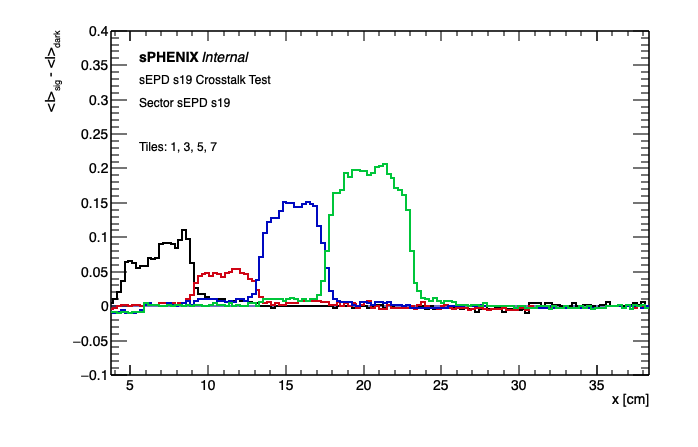 <I>sig - <I>dark
0.4
0.35
0.3
0.25
0.2
0.15
0.1
0.05
0
−0.05
−0.1
sPHENIX Internal
sEPD s19 Crosstalk Test
Sector sEPD s19
Tiles: 1, 3, 5, 7
5 10 15 20 25 30 35
x [cm]